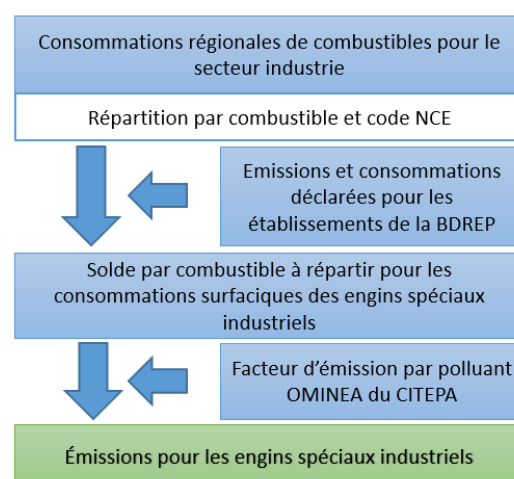 Consommations régionales de combustibles pour le
secteur industrie
Répartition par combustible et code NCE
Emissions et consommations
déclarées pour les
établissements de la BDREP
Solde par combustible à répartir pour les
consommations surfaciques des engins spéciaux
industriels
Facteur d'émission par polluant
OMINEA du CITEPA
Émissions pour les engins spéciaux industriels